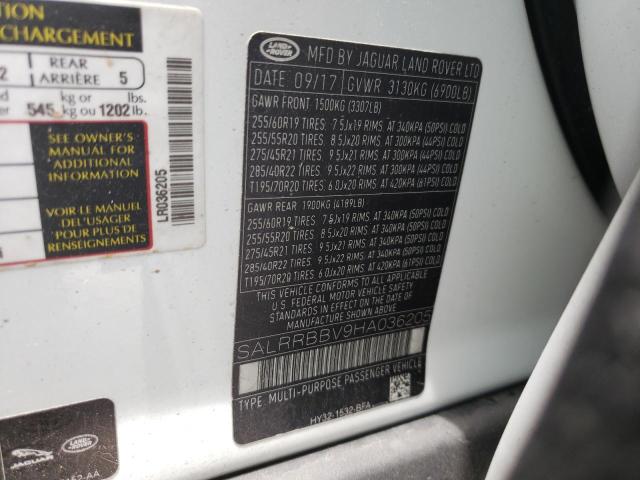 TION
CHARGEMENT
2
REAR
ARRIÈRE 5
ed
545 kg or
kg ou 1202 lbs.
lb.
SEE OWNER'S
MANUAL FOR
ADDITIONAL
INFORMATION
VOIR LE MANUEL
DE L'USAGER
POUR PLUS DE
RENSEIGNEMENTS
LR036205
LAND ROVER
MFD BY JAGUAR LAND ROVER LTD
DATE 09/17 GVWR 3130KG (6900LB)
GAWR FRONT 1500KG (3307LB)
255/60R19 TIRES 7.5Jx19 RIMS AT 340KPA (50PSI) COLD
255/55R20 TIRES 8.5Jx20 RIMS AT 300KPA (44PSI) COLD
275/45R21 TIRES 9.5Jx21 RIMS AT 300KPA (44PSI) COLD
285/40R22 TIRES 9.5Jx22 RIMS AT 300KPA (44PSI) COLD
T195/70R20 TIRES 6.0Jx20 RIMS AT 420KPA (61PSI) COLD
GAWR REAR 1900KG (4189LB)
255/60R19 TIRES 7.5Jx19 RIMS AT 340KPA (50PSI) COLD
255/55R20 TIRES 8.5Jx20 RIMS AT 340KPA (50PSI) COLD
275/45R21 TIRES 9.5Jx21 RIMS AT 340KPA (50PSI) COLD
285/40R22 TIRES 9.5Jx22 RIMS AT 340KPA (50PSI) COLD
T195/70R20 TIRES 6.0Jx20 RIMS AT 420KPA (61PSI) COLD
THIS VEHICLE CONFORMS TO ALL APPLICABLE
U.S. FEDERAL MOTOR VEHICLE SAFETY
STANDARDS IN EFFECT ON THE DATE OF
MANUFACTURE SHOWN ABOVE
SALRRBBV9HA036205
TYPE: MULTI-PURPOSE PASSENGER VEHICLE
HY32-1532-BFA
JAGUAR
LAND ROVER
152-AA